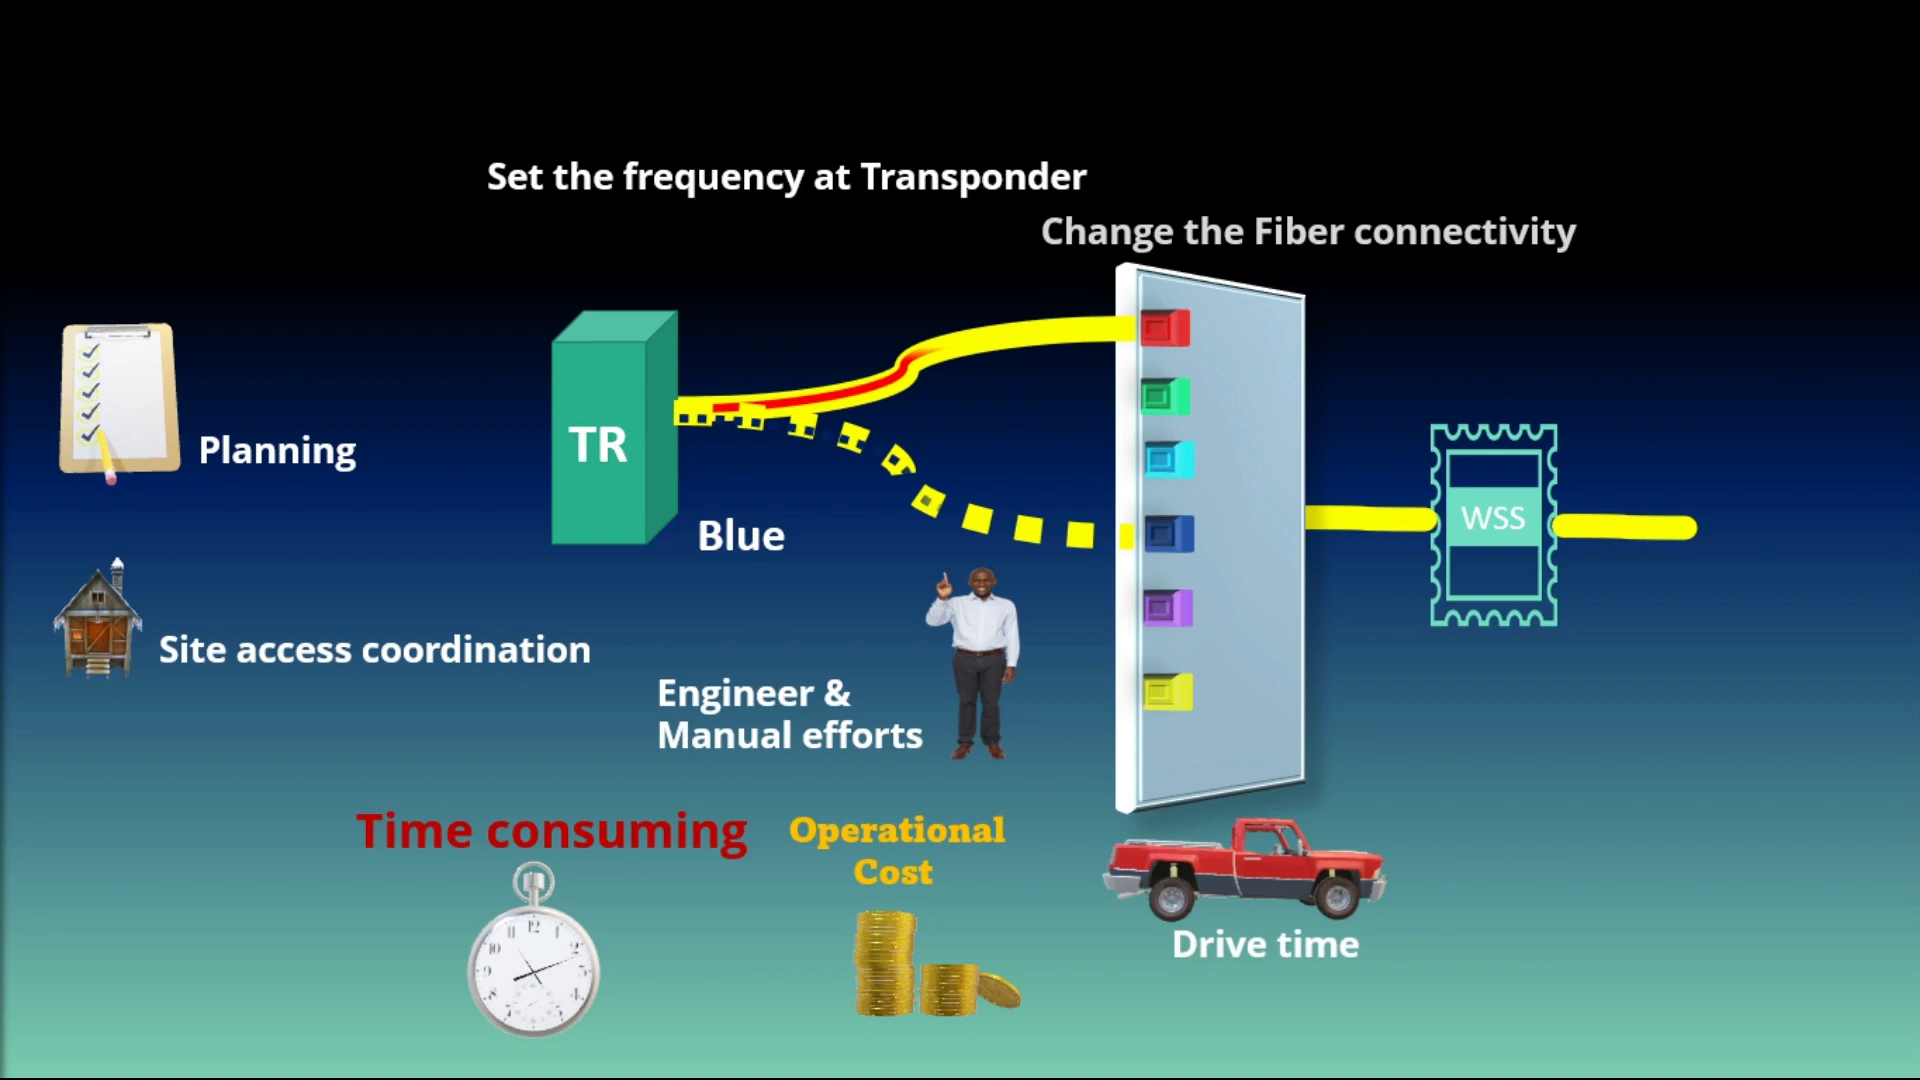 Set the frequency at Transponder
Change the Fiber connectivity
Planning
TR
WSS
Blue
Site access coordination
Engineer &
Manual efforts
Time consuming
Operational
Cost
Drive time